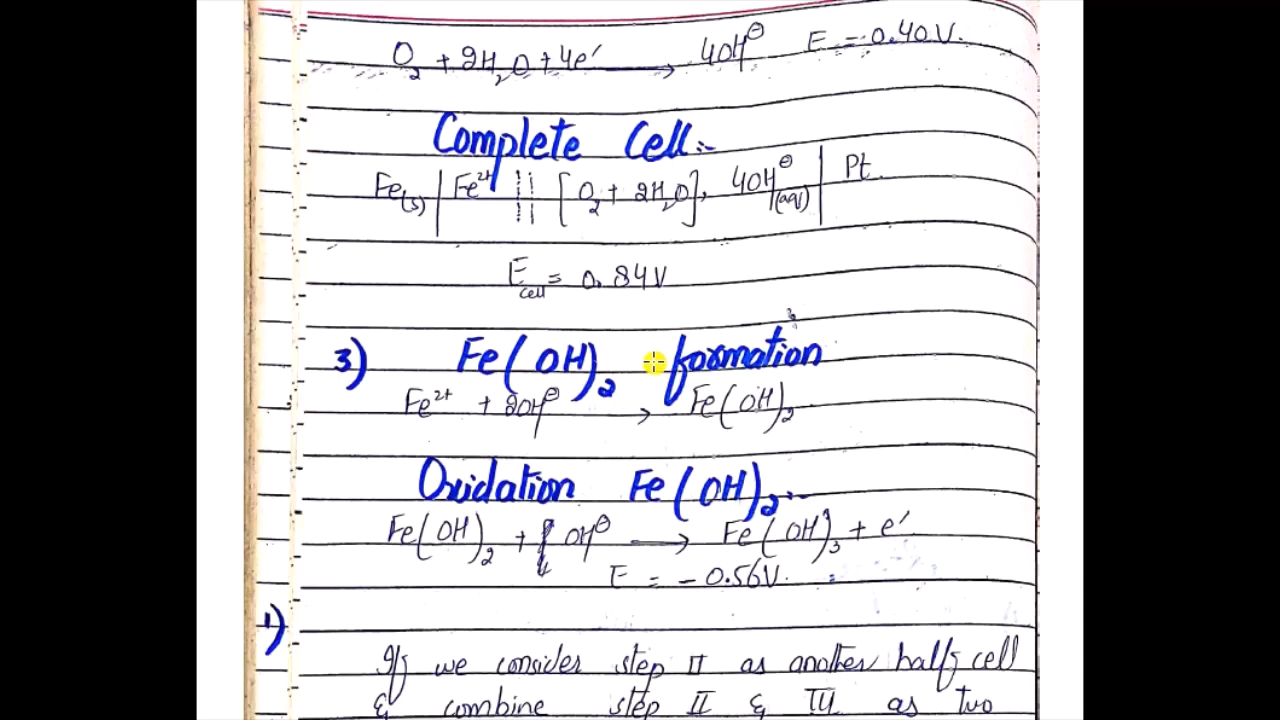 O₂ + 2H₂O + 4e' → 4OH⊖ E = 0.40V.
Complete Cell:-
Fe(s) | Fe²⁺ ¦¦ [O₂ + 2H₂O], 4OH⊖(aq) | Pt
E cell = 0.84V
3) Fe(OH)₂ formation
Fe²⁺ + 2OH⊖ → Fe(OH)₂
Oxidation Fe(OH)₂:-
Fe(OH)₂ + OH⊖ → Fe(OH)₃ + e'
E = -0.56V.
1)
If we consider step II as another half cell
& combine step II & III as two